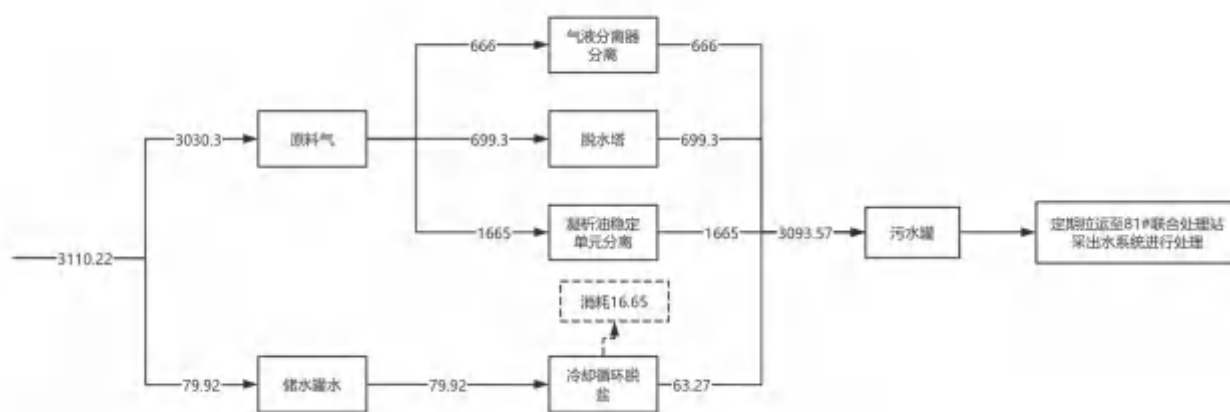 666
气液分离器
分离
666
3030.3
原料气
699.3
脱水塔
699.3
1665
凝析油稳定
单元分离
1665
3093.57
污水罐
定期拉运至81#联合处理站
采出水系统进行处理
3110.22
消耗16.65
79.92
储水罐水
79.92
冷却循环脱
盐
63.27